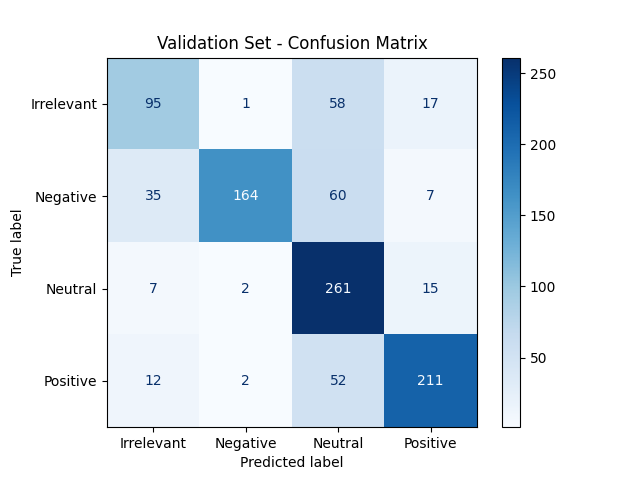 Validation Set - Confusion Matrix
250
Irrelevant 95 1 58 17
200
Negative 35 164 60 7
150
True label
Neutral 7 2 261 15
100
Positive 12 2 52 211
50
Irrelevant Negative Neutral Positive
Predicted label